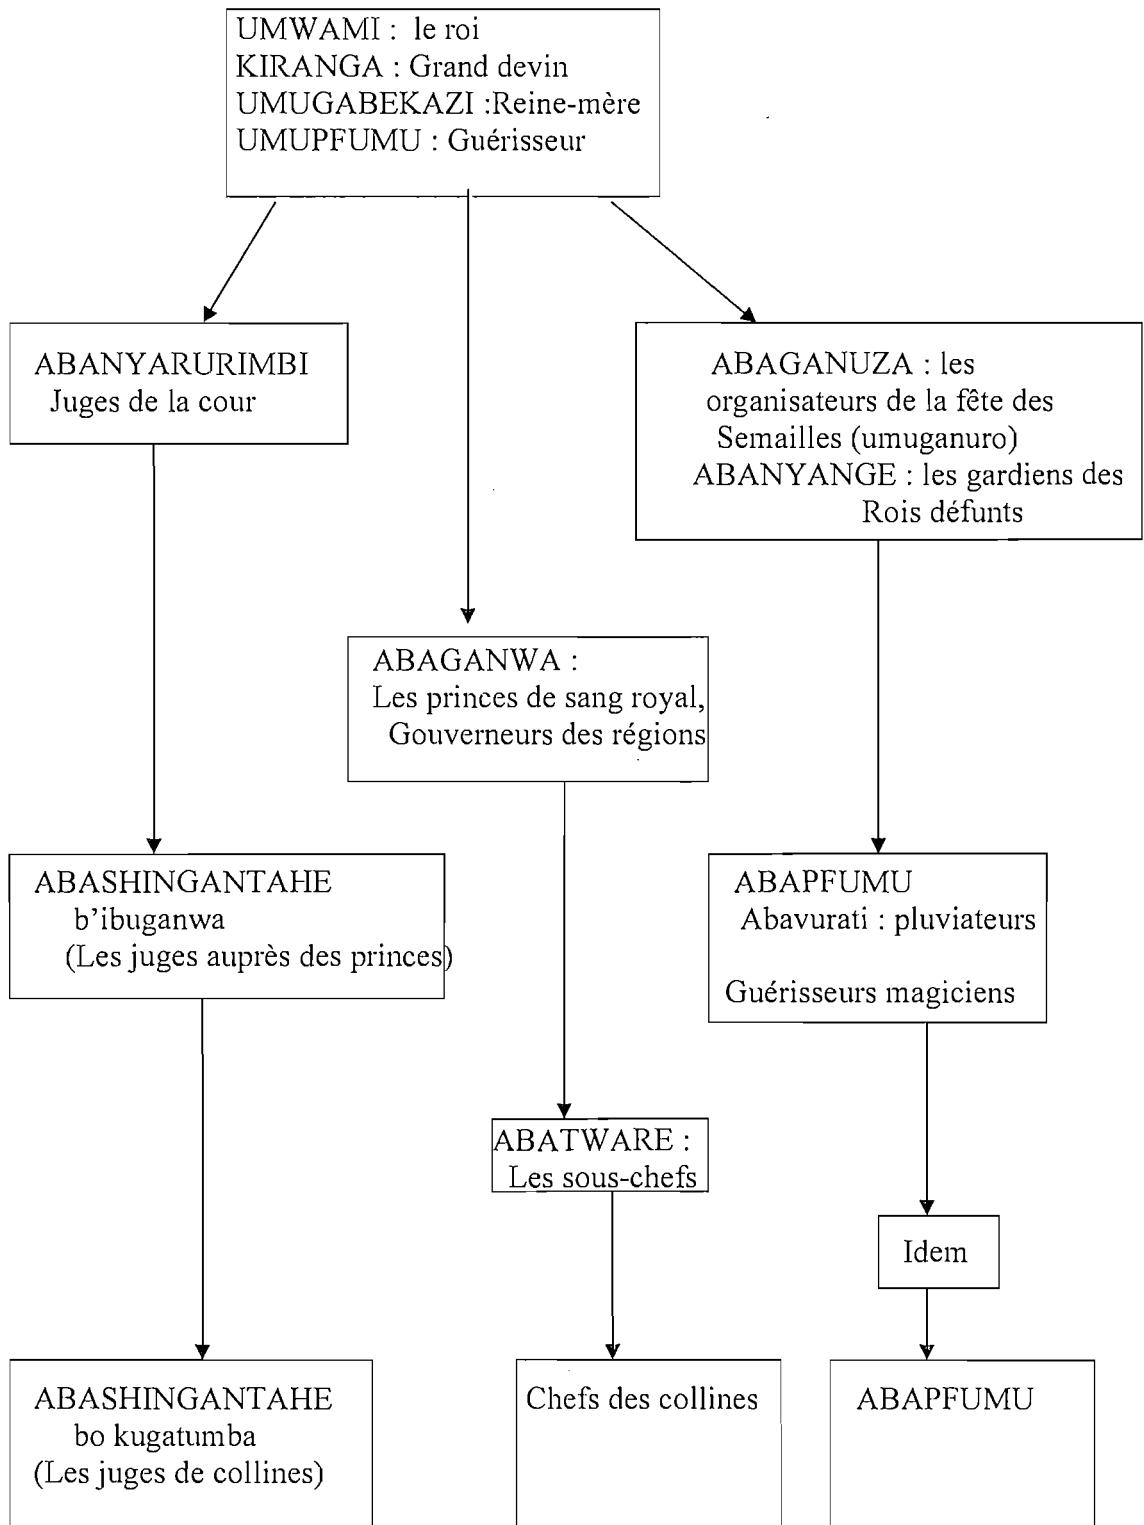 UMWAMI : le roi
KIRANGA : Grand devin
UMUGABEKAZI :Reine-mère
UMUPFUMU : Guérisseur
ABANYARURIMBI
Juges de la cour
ABAGANUZA : les
organisateurs de la fête des
Semailles (umuganuro)
ABANYANGE : les gardiens des
Rois défunts
ABAGANWA :
Les princes de sang royal,
Gouverneurs des régions
ABASHINGANTAHE
b'ibuganwa
(Les juges auprès des princes)
ABAPFUMU
Abavurati : pluviateurs
Guérisseurs magiciens
ABATWARE :
Les sous-chefs
Idem
ABASHINGANTAHE
bo kugatumba
(Les juges de collines)
Chefs des collines
ABAPFUMU